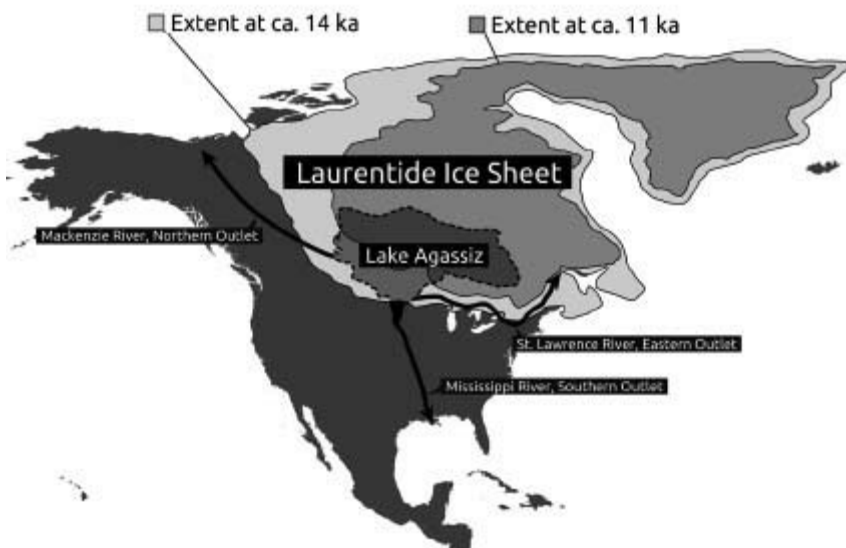 Extent at ca. 14 ka
Extent at ca. 11 ka
Laurentide Ice Sheet
Mackenzie River, Northern Outlet
Lake Agassiz
St. Lawrence River, Eastern Outlet
Mississippi River, Southern Outlet